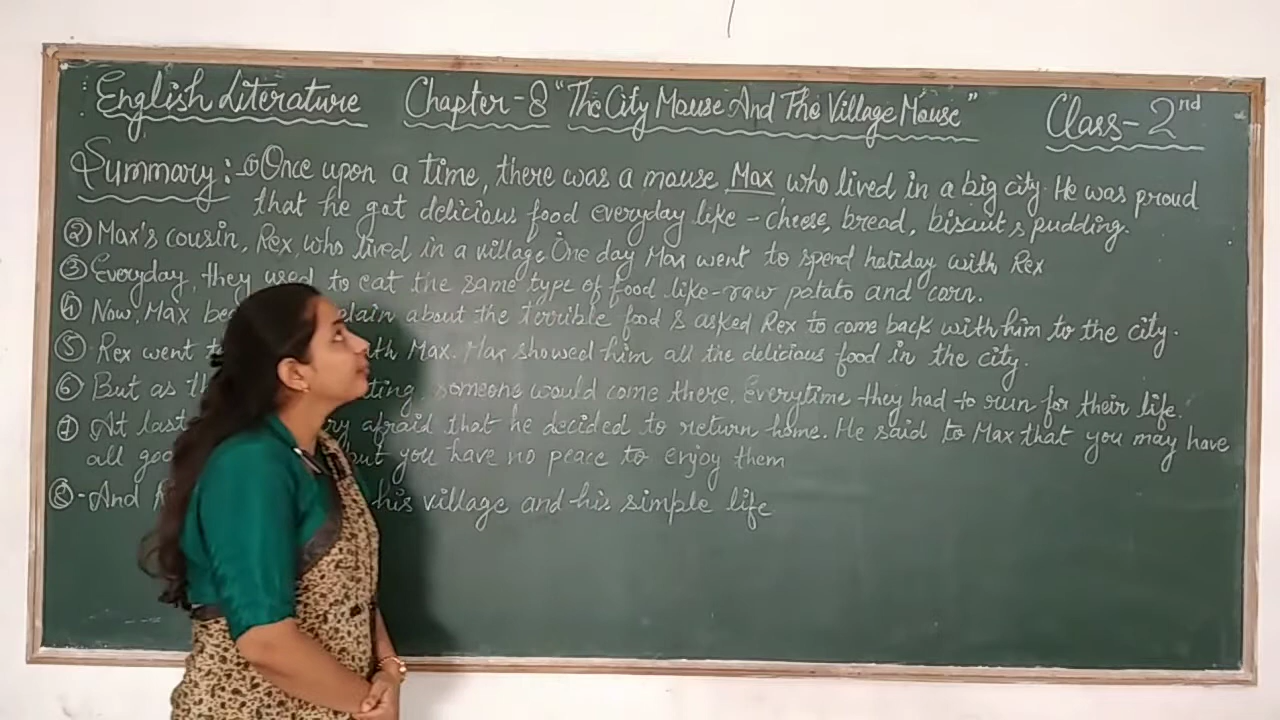 English Literature Chapter-8 "The City Mouse And The Village Mouse" Class-2nd
Summary:-① Once upon a time, there was a mouse Max who lived in a big city. He was proud
that he got delicious food everyday like - cheese, bread, biscuit & pudding.
② Max's cousin, Rex, who lived in a village. One day Max went to spend holiday with Rex
③ Everyday, they used to eat the same type of food like-raw potato and corn.
④ Now, Max about the terrible food & asked Rex to come back with him to the city.
⑤ Rex went Max. Max showed him all the delicious food in the city.
⑥ But as someone would come there. Everytime they had to run for their life.
⑦ At last afraid that he decided to return home. He said to Max that you may have
all but you have no peace to enjoy them
⑧ - And his village and his simple life